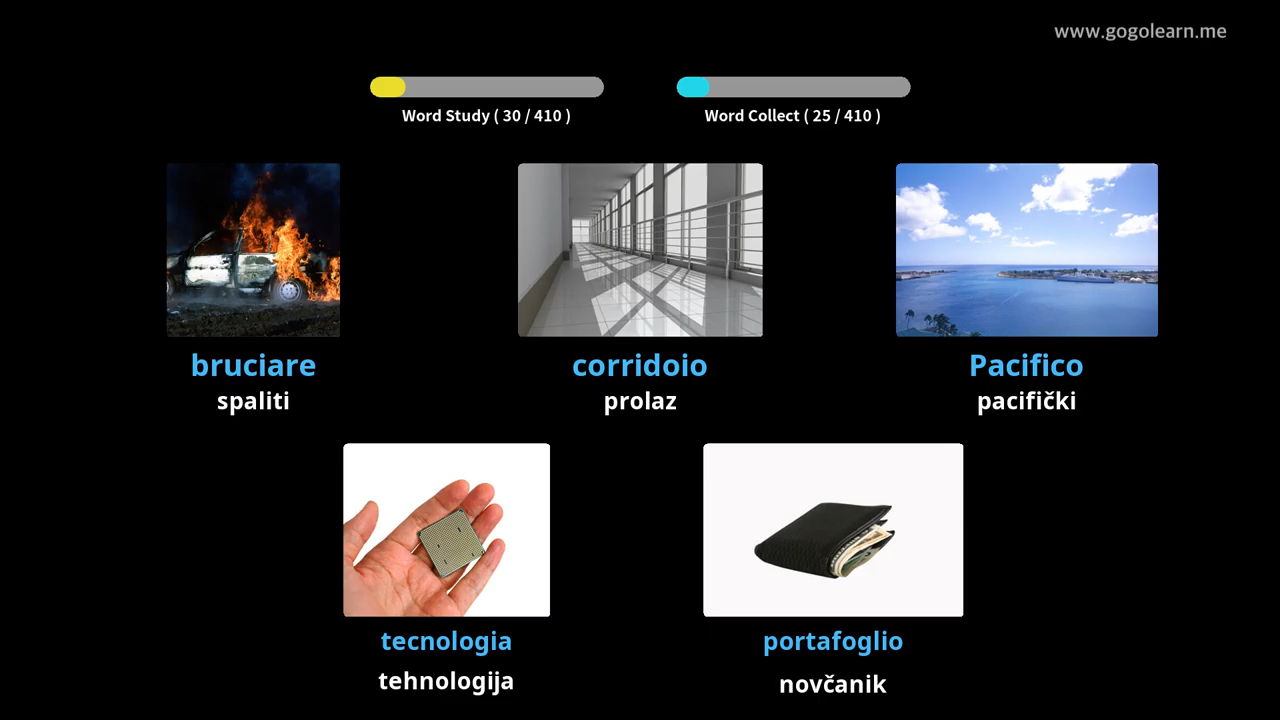 www.gogolearn.me
Word Study ( 30 / 410 )
Word Collect ( 25 / 410 )
bruciare
spaliti
corridoio
prolaz
Pacifico
pacifički
tecnologia
tehnologija
portafoglio
novčanik